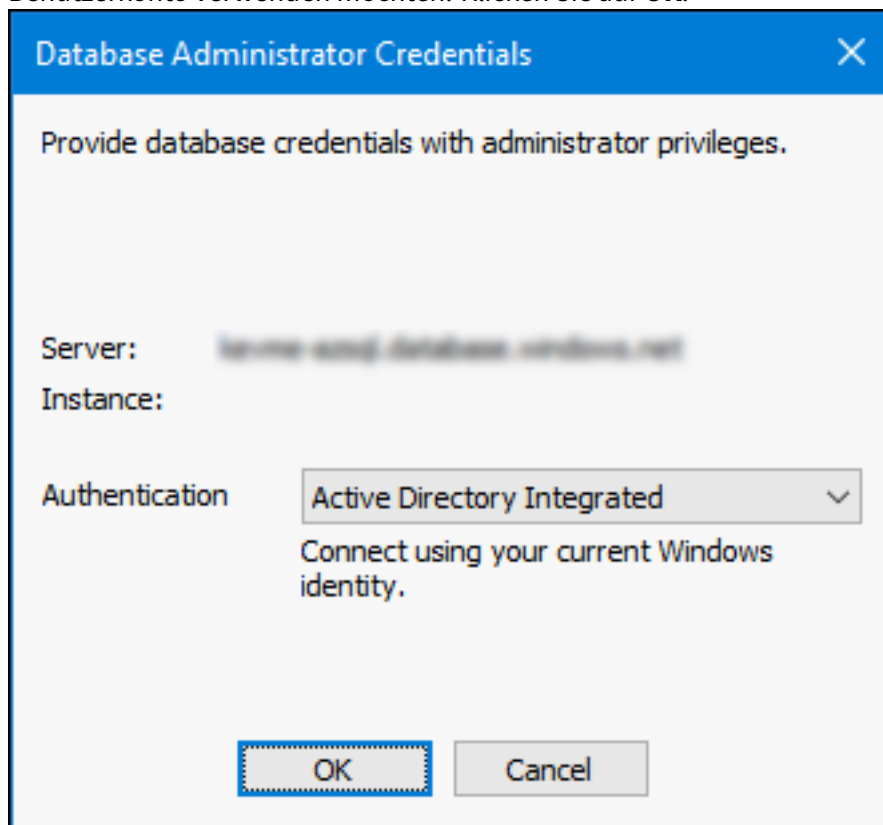 Database Administrator Credentials
Provide database credentials with administrator privileges.
Server:
Instance:
Authentication
Active Directory Integrated
Connect using your current Windows
identity.
OK
Cancel